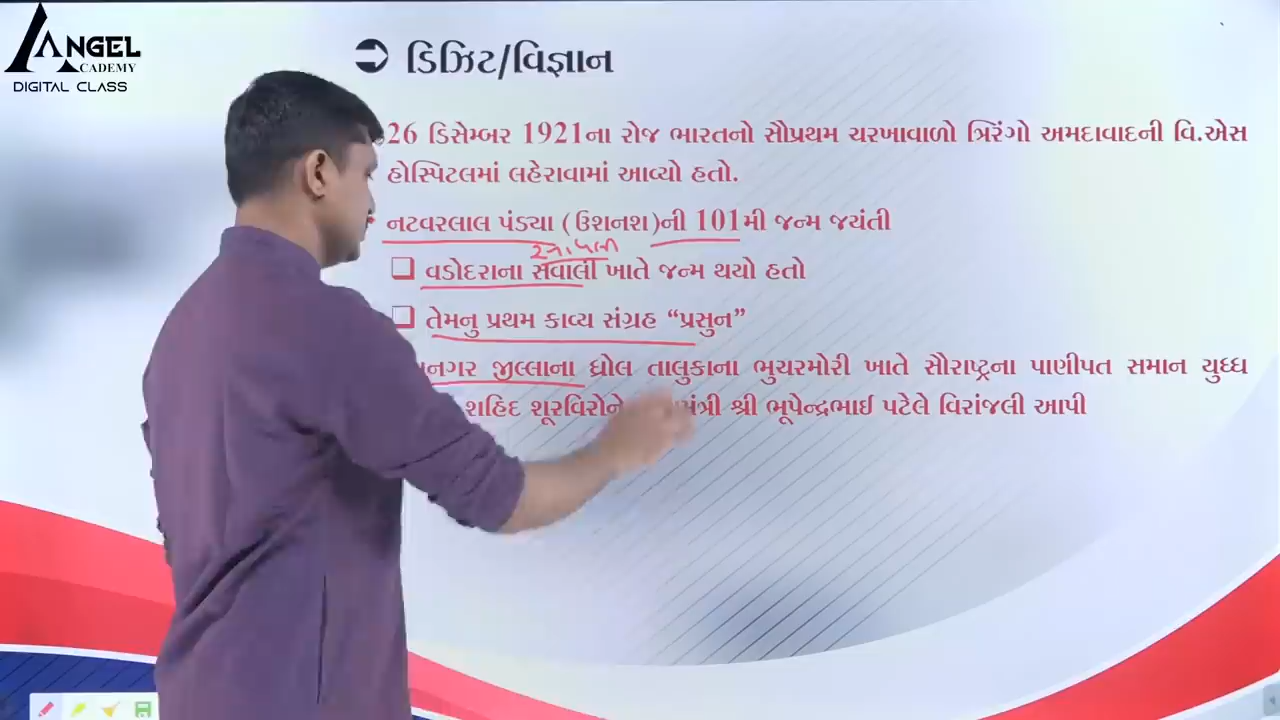 ANGEL
ACADEMY
DIGITAL CLASS
ડિઝિટ/વિજ્ઞાન
26 ડિસેમ્બર 1921ના રોજ ભારતનો સૌપ્રથમ ચરખાવાળો ત્રિરંગો અમદાવાદની વિ.એસ
હોસ્પિટલમાં લહેરાવામાં આવ્યો હતો.
નટવરલાલ પંડ્યા (ઉશનશ)ની 101મી જન્મ જયંતી
વડોદરાના સવાલી ખાતે જન્મ થયો હતો
તેમનુ પ્રથમ કાવ્ય સંગ્રહ “પ્રસુન”
જીલ્લાના ધ્રોલ તાલુકાના ભુચરમોરી ખાતે સૌરાષ્ટ્રના પાણીપત સમાન યુધ્ધ
શહિદ શૂરવિરોને શ્રી ભૂપેન્દ્રભાઈ પટેલે વિરાંજલી આપી